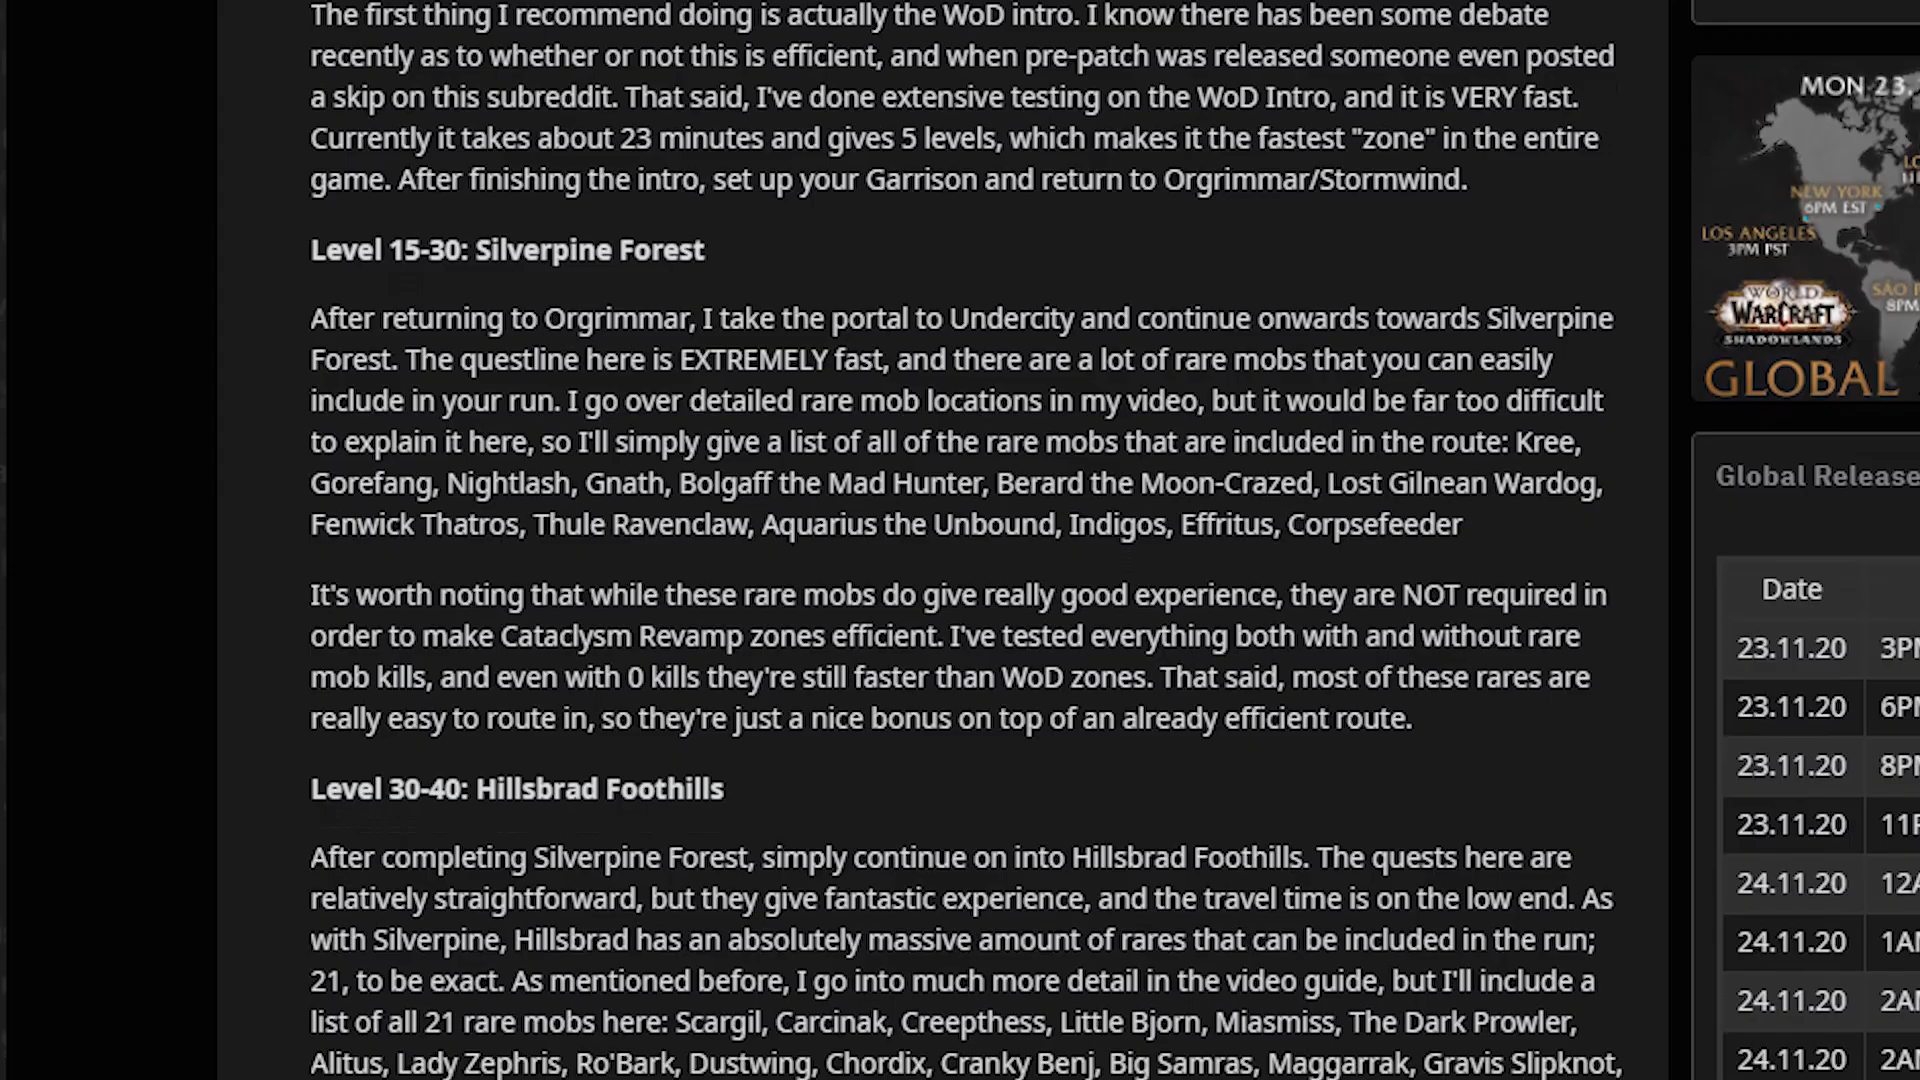 The first thing I recommend doing is actually the WoD intro. I know there has been some debate
recently as to whether or not this is efficient, and when pre-patch was released someone even posted
a skip on this subreddit. That said, I've done extensive testing on the WoD Intro, and it is VERY fast.
Currently it takes about 23 minutes and gives 5 levels, which makes it the fastest "zone" in the entire
game. After finishing the intro, set up your Garrison and return to Orgrimmar/Stormwind.
Level 15-30: Silverpine Forest
After returning to Orgrimmar, I take the portal to Undercity and continue onwards towards Silverpine
Forest. The questline here is EXTREMELY fast, and there are a lot of rare mobs that you can easily
include in your run. I go over detailed rare mob locations in my video, but it would be far too difficult
to explain it here, so I'll simply give a list of all of the rare mobs that are included in the route: Kree,
Gorefang, Nightlash, Gnath, Bolgaff the Mad Hunter, Berard the Moon-Crazed, Lost Gilnean Wardog,
Fenwick Thatros, Thule Ravenclaw, Aquarius the Unbound, Indigos, Effritus, Corpsefeeder
It's worth noting that while these rare mobs do give really good experience, they are NOT required in
order to make Cataclysm Revamp zones efficient. I've tested everything both with and without rare
mob kills, and even with 0 kills they're still faster than WoD zones. That said, most of these rares are
really easy to route in, so they're just a nice bonus on top of an already efficient route.
Level 30-40: Hillsbrad Foothills
After completing Silverpine Forest, simply continue on into Hillsbrad Foothills. The quests here are
relatively straightforward, but they give fantastic experience, and the travel time is on the low end. As
with Silverpine, Hillsbrad has an absolutely massive amount of rares that can be included in the run;
21, to be exact. As mentioned before, I go into much more detail in the video guide, but I'll include a
list of all 21 rare mobs here: Scargil, Carcinak, Creepthess, Little Bjorn, Miasmiss, The Dark Prowler,
Alitus, Lady Zephris, Ro'Bark, Dustwing, Chordix, Cranky Benj, Big Samras, Maggarrak, Gravis Slipknot,
MON 23.
NEW YORK
6PM EST
LOS ANGELES
3PM PST
SÃO P
8PM
WORLD
WARCRAFT
SHADOWLANDS
GLOBAL
Global Release
Date
23.11.20 3PM
23.11.20 6PM
23.11.20 8PM
23.11.20 11P
24.11.20 12A
24.11.20 1AM
24.11.20 2AM
24.11.20 2AM